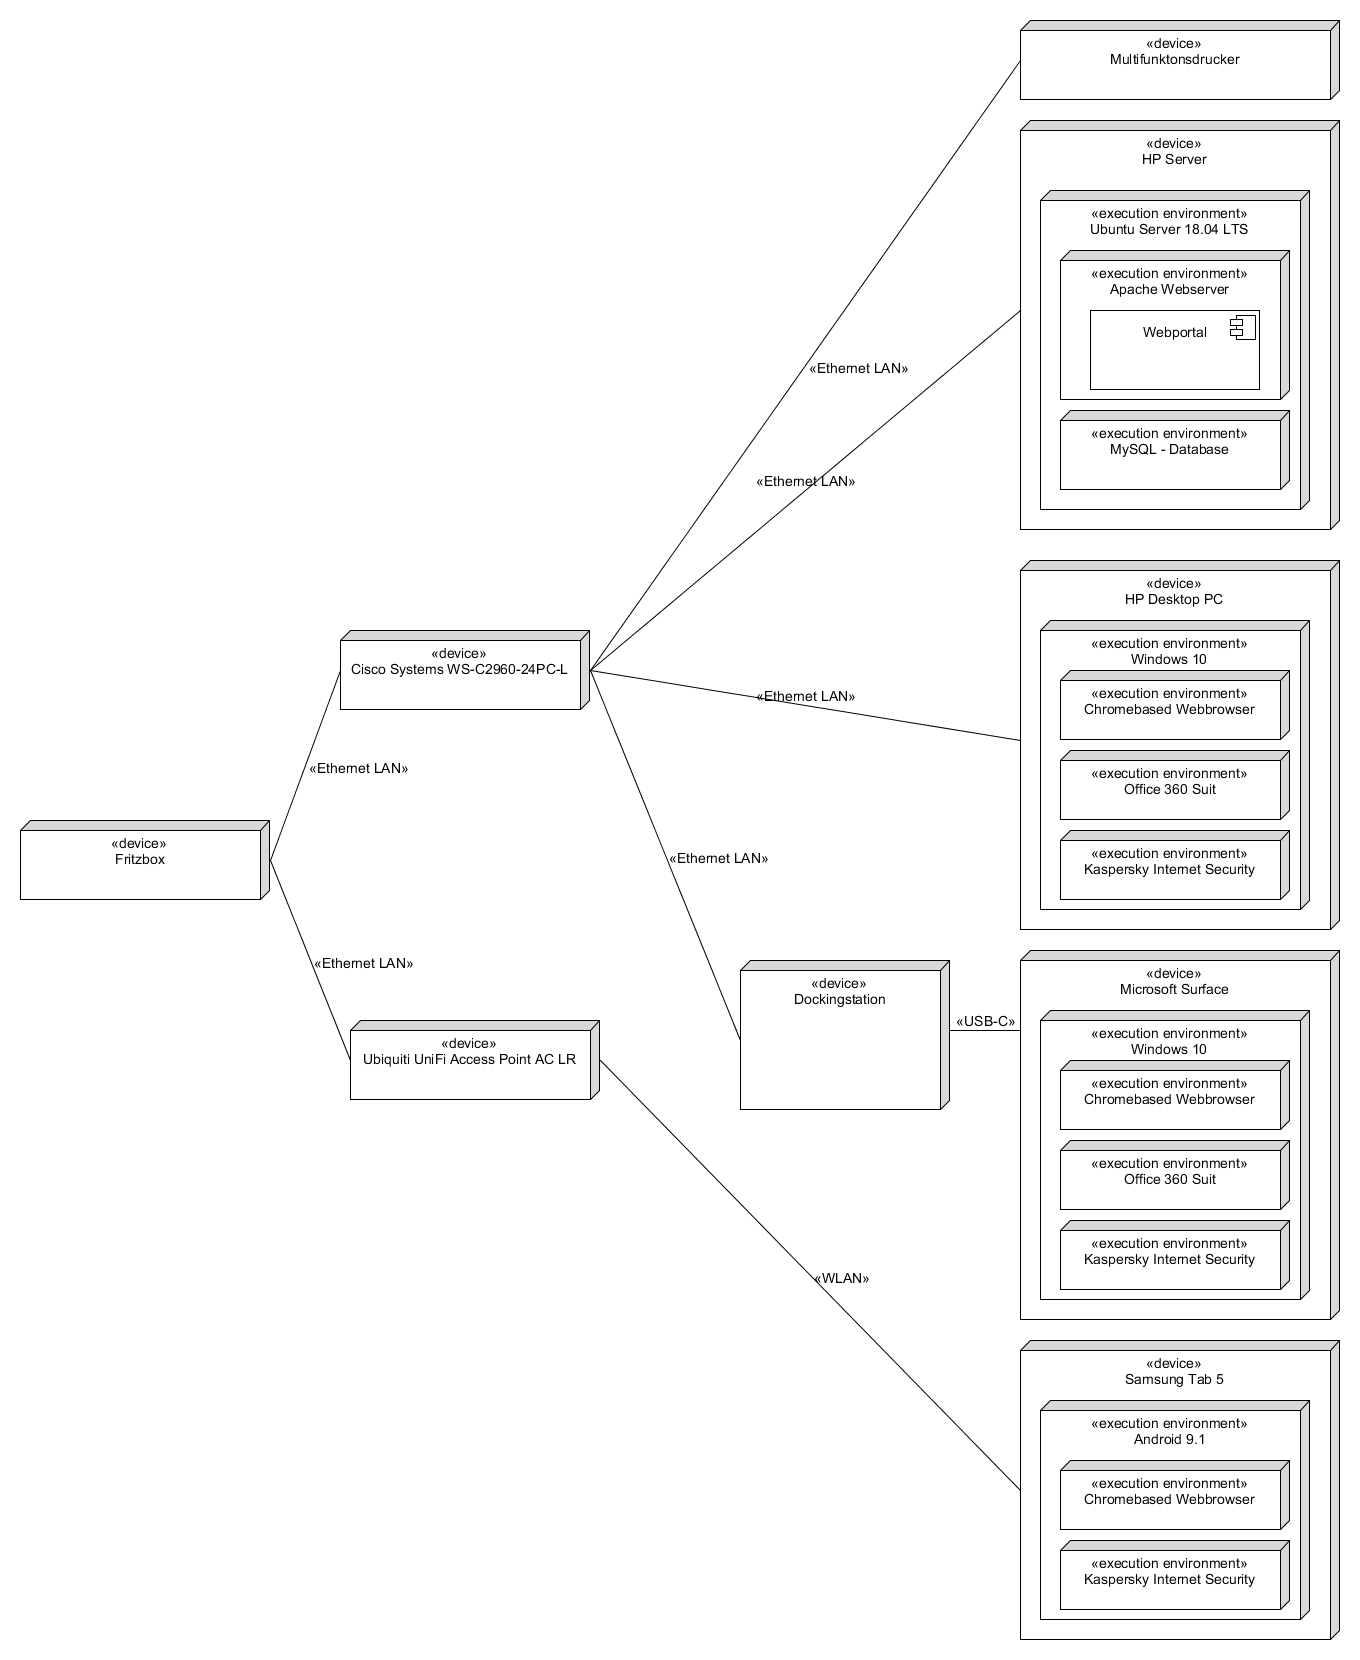 «device»
Multifunktonsdrucker
«device»
HP Server
«execution environment»
Ubuntu Server 18.04 LTS
«execution environment»
Apache Webserver
Webportal
«execution environment»
MySQL - Database
«Ethernet LAN»
«Ethernet LAN»
«device»
HP Desktop PC
«execution environment»
Windows 10
«execution environment»
Chromebased Webbrowser
«execution environment»
Office 360 Suit
«execution environment»
Kaspersky Internet Security
«Ethernet LAN»
«device»
Cisco Systems WS-C2960-24PC-L
«Ethernet LAN»
«Ethernet LAN»
«device»
Fritzbox
«Ethernet LAN»
«device»
Ubiquiti UniFi Access Point AC LR
«device»
Dockingstation
«USB-C»
«device»
Microsoft Surface
«execution environment»
Windows 10
«execution environment»
Chromebased Webbrowser
«execution environment»
Office 360 Suit
«execution environment»
Kaspersky Internet Security
«WLAN»
«device»
Samsung Tab 5
«execution environment»
Android 9.1
«execution environment»
Chromebased Webbrowser
«execution environment»
Kaspersky Internet Security